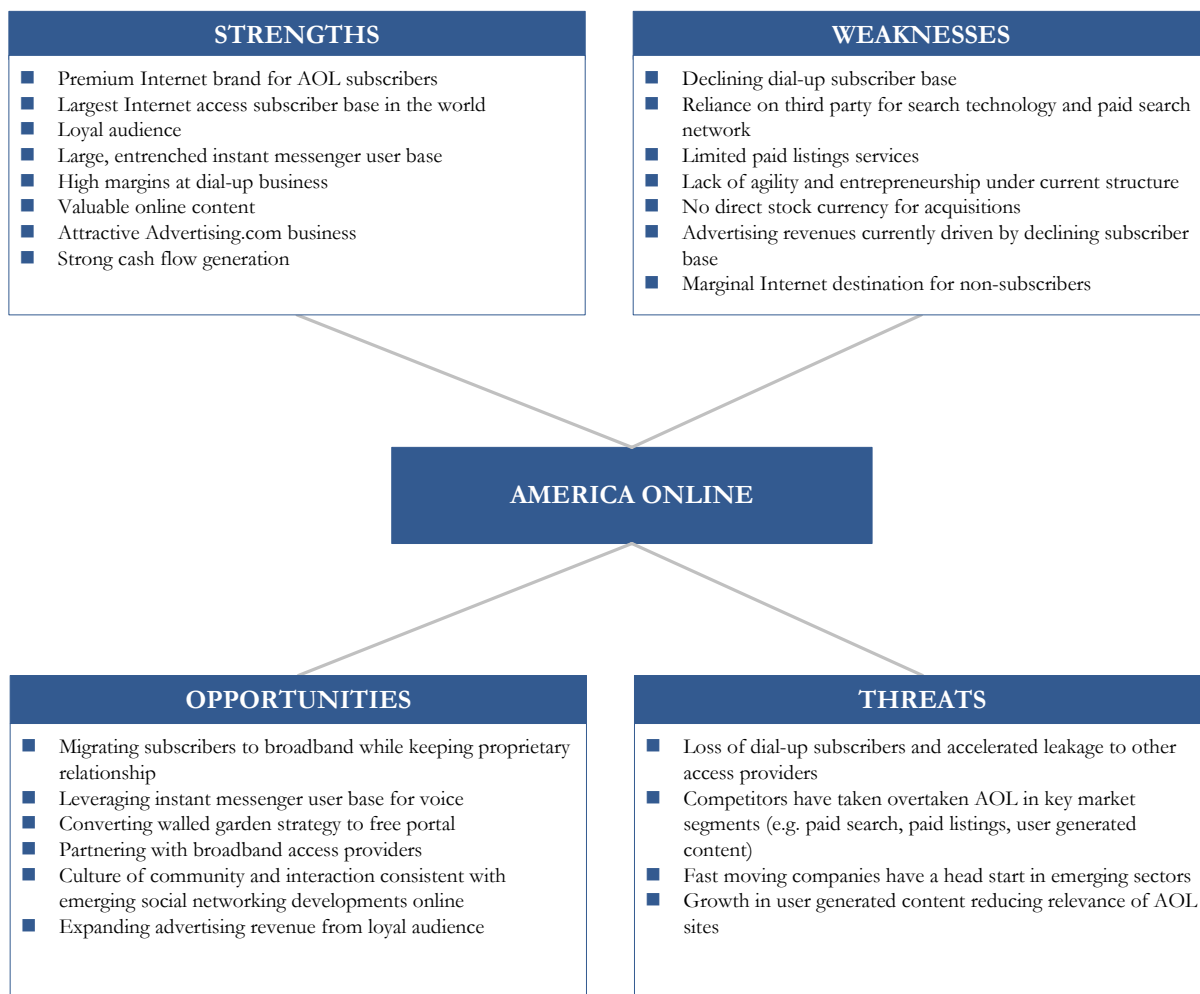 STRENGTHS
Premium Internet brand for AOL subscribers
Largest Internet access subscriber base in the world
Loyal audience
Large, entrenched instant messenger user base
High margins at dial-up business
Valuable online content
Attractive Advertising.com business
Strong cash flow generation
WEAKNESSES
Declining dial-up subscriber base
Reliance on third party for search technology and paid search
network
Limited paid listings services
Lack of agility and entrepreneurship under current structure
No direct stock currency for acquisitions
Advertising revenues currently driven by declining subscriber
base
Marginal Internet destination for non-subscribers
AMERICA ONLINE
OPPORTUNITIES
Migrating subscribers to broadband while keeping proprietary
relationship
Leveraging instant messenger user base for voice
Converting walled garden strategy to free portal
Partnering with broadband access providers
Culture of community and interaction consistent with
emerging social networking developments online
Expanding advertising revenue from loyal audience
THREATS
Loss of dial-up subscribers and accelerated leakage to other
access providers
Competitors have taken overtaken AOL in key market
segments (e.g. paid search, paid listings, user generated
content)
Fast moving companies have a head start in emerging sectors
Growth in user generated content reducing relevance of AOL
sites